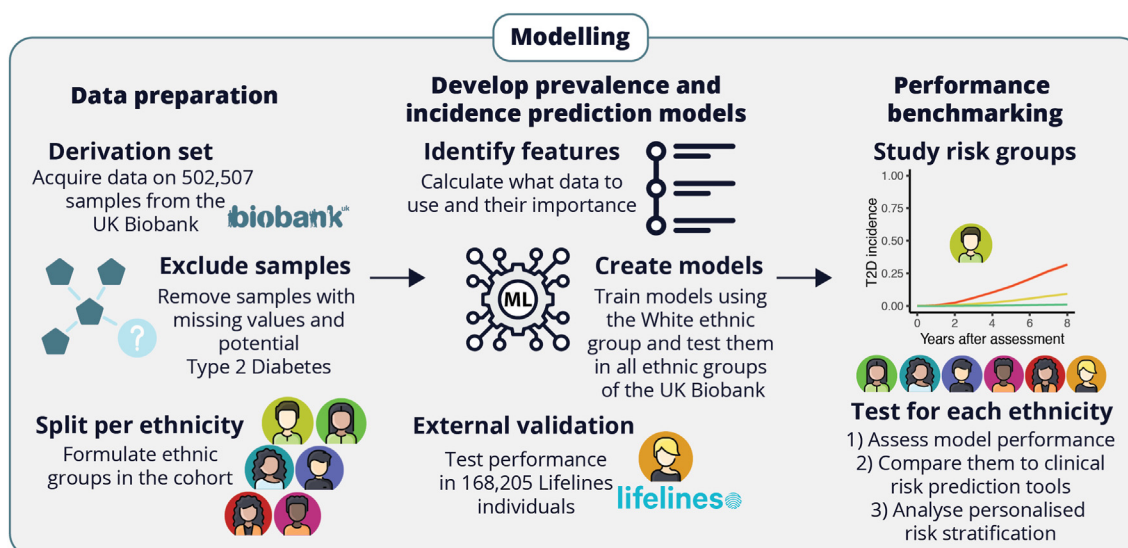 Modelling
Data preparation
Derivation set
Acquire data on 502,507
samples from the
UK Biobank
biobank uk
Exclude samples
Remove samples with
missing values and
potential
Type 2 Diabetes
?
Split per ethnicity
Formulate ethnic
groups in the cohort
Develop prevalence and
incidence prediction models
Identify features
Calculate what data to
use and their importance
ML
Create models
Train models using
the White ethnic
group and test them
in all ethnic groups
of the UK Biobank
External validation
Test performance
in 168,205 Lifelines
individuals
lifelines
Performance
benchmarking
Study risk groups
T2D incidence
1.00
0.75
0.50
0.25
0.00
0 2 4 6 8
Years after assessment
Test for each ethnicity
1) Assess model performance
2) Compare them to clinical
risk prediction tools
3) Analyse personalised
risk stratification